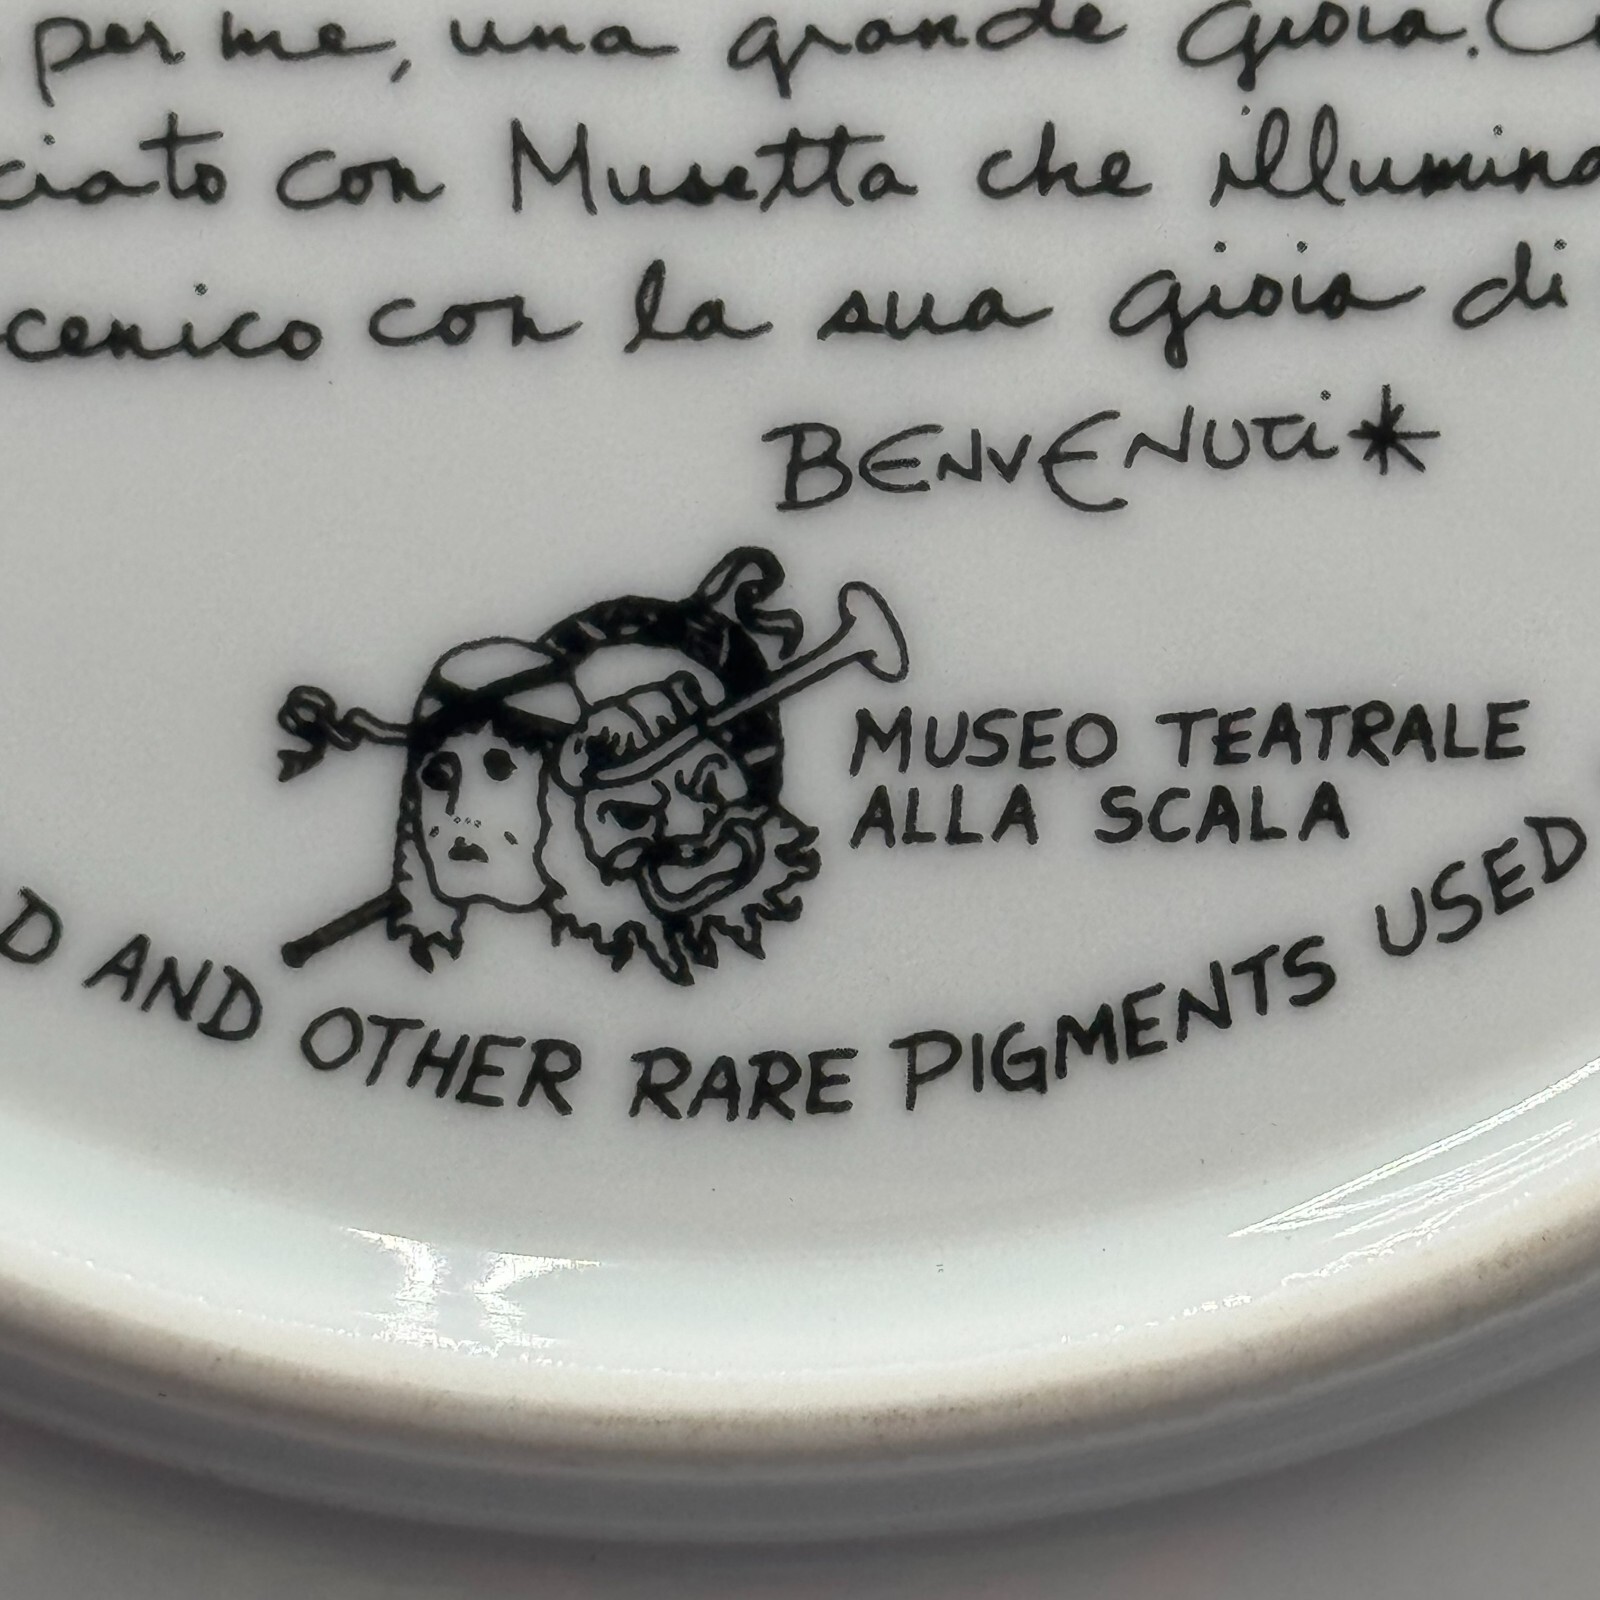 per me, una grande gioia.
ciato con Musetta che illumina
cenico con la sua gioia di
BENVENUTi*
MUSEO TEATRALE
ALLA SCALA
D AND OTHER RARE PIGMENTS USED